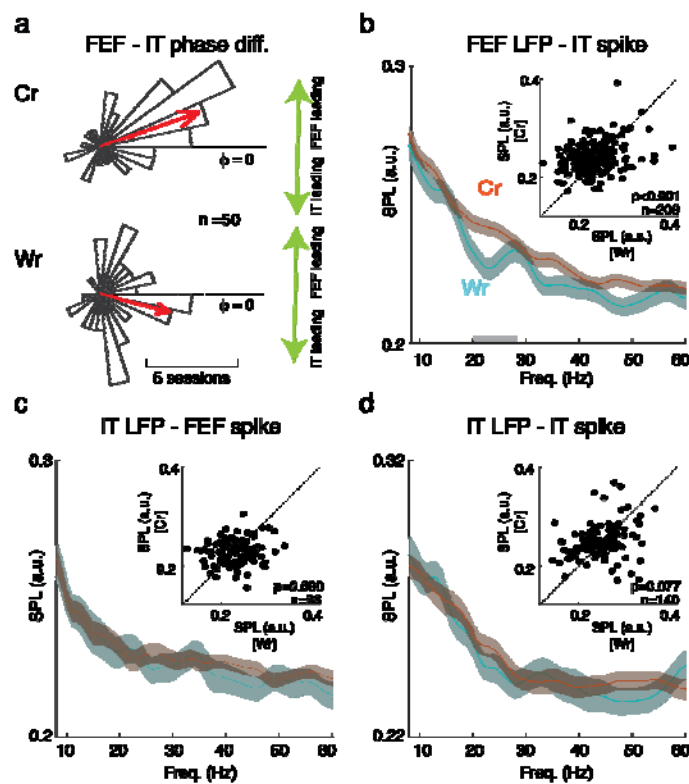 a
FEF - IT phase diff.
Cr
ϕ = 0
IT leading FEF leading
n =50
Wr
ϕ = 0
IT leading FEF leading
5 sessions
b
FEF LFP - IT spike
0.3
SPL (a.u.)
0.2
Cr
Wr
10 20 30 40 50 60
Freq. (Hz)
0.4
SPL (a.u.)
[Cr]
0.2
p<0.001
0.2 0.4
SPL (a.u.)
[Wr]
c
IT LFP - FEF spike
0.3
SPL (a.u.)
0.2
10 20 30 40 50 60
Freq. (Hz)
0.4
SPL (a.u.)
[Cr]
0.2
0.2 0.4
SPL (a.u.)
[Wr]
d
IT LFP - IT spike
0.32
SPL (a.u.)
0.22
10 20 30 40 50 60
Freq. (Hz)
0.4
SPL (a.u.)
[Cr]
0.2
p=0.077
n=140
0.2 0.4
SPL (a.u.)
[Wr]